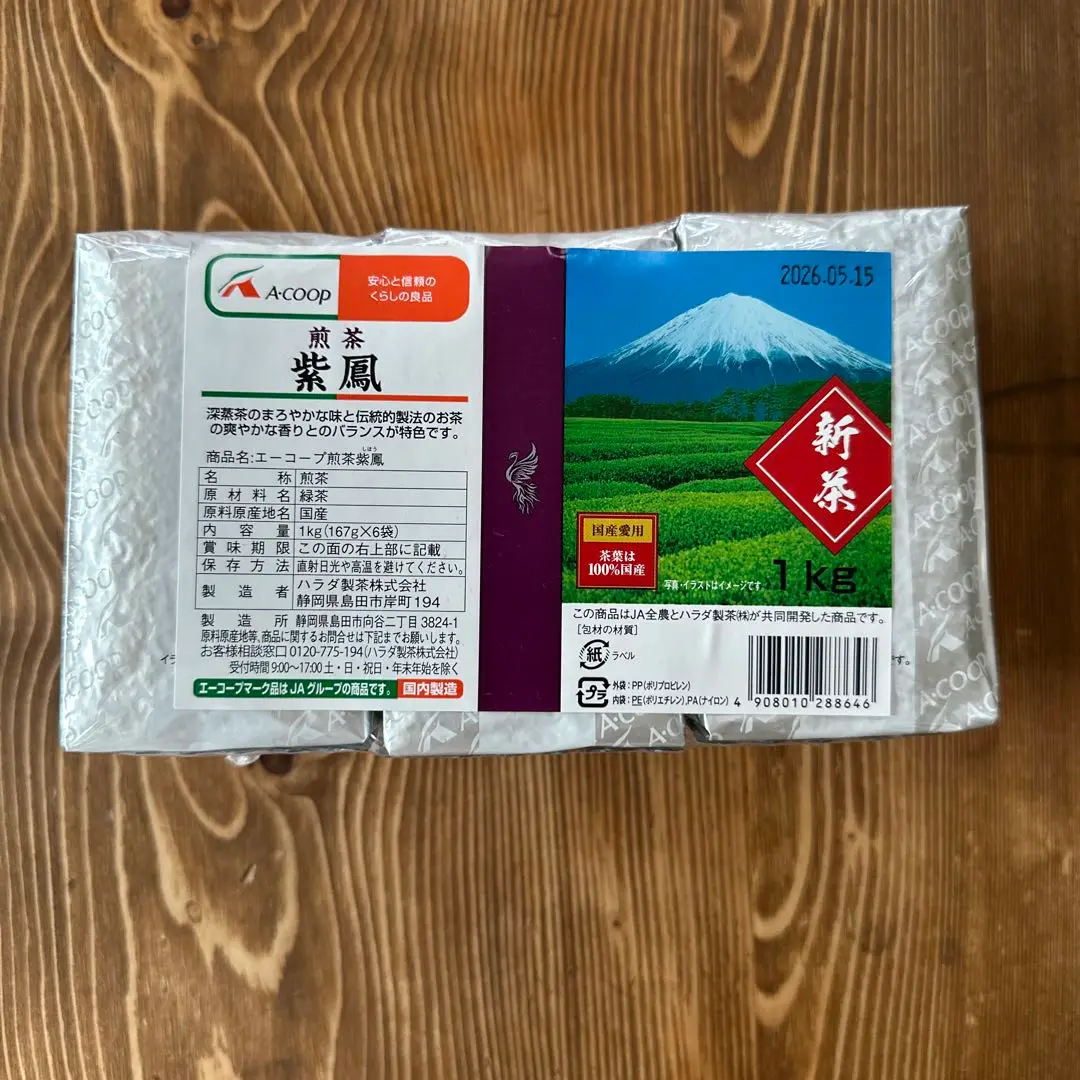 A·COOP
安心と信頼の
くらしの良品
煎茶
紫鳳
深蒸茶のまろやかな味と伝統的製法のお茶
の爽やかな香りとのバランスが特色です。
しほう
商品名:エーコープ煎茶紫鳳
名称 煎茶
原材料名 緑茶
原料原産地名 国産
内容量 1kg(167g×6袋)
賞味期限 この面の右上部に記載
保存方法 直射日光や高温を避けてください。
製造者 ハラダ製茶株式会社
静岡県島田市岸町194
製造所 静岡県島田市向谷二丁目3824-1
原料原産地等、商品に関するお問合せは下記までお願いします。
お客様相談窓口 0120-775-194(ハラダ製茶株式会社)
受付時間 9:00〜17:00 土・日・祝日・年末年始を除く
エーコープマーク品はJAグループの商品です。 国内製造
2026.05.15
新茶
国産愛用
茶葉は
100%国産
写真・イラストはイメージです
1kg
この商品はJA全農とハラダ製茶㈱が共同開発した商品です。
[包材の材質]
紙 ラベル
プラ 外袋:PP(ポリプロピレン)
内袋:PE(ポリエチレン),PA(ナイロン)
4 908010 288646
A·COOP
A·COOP
A·COOP